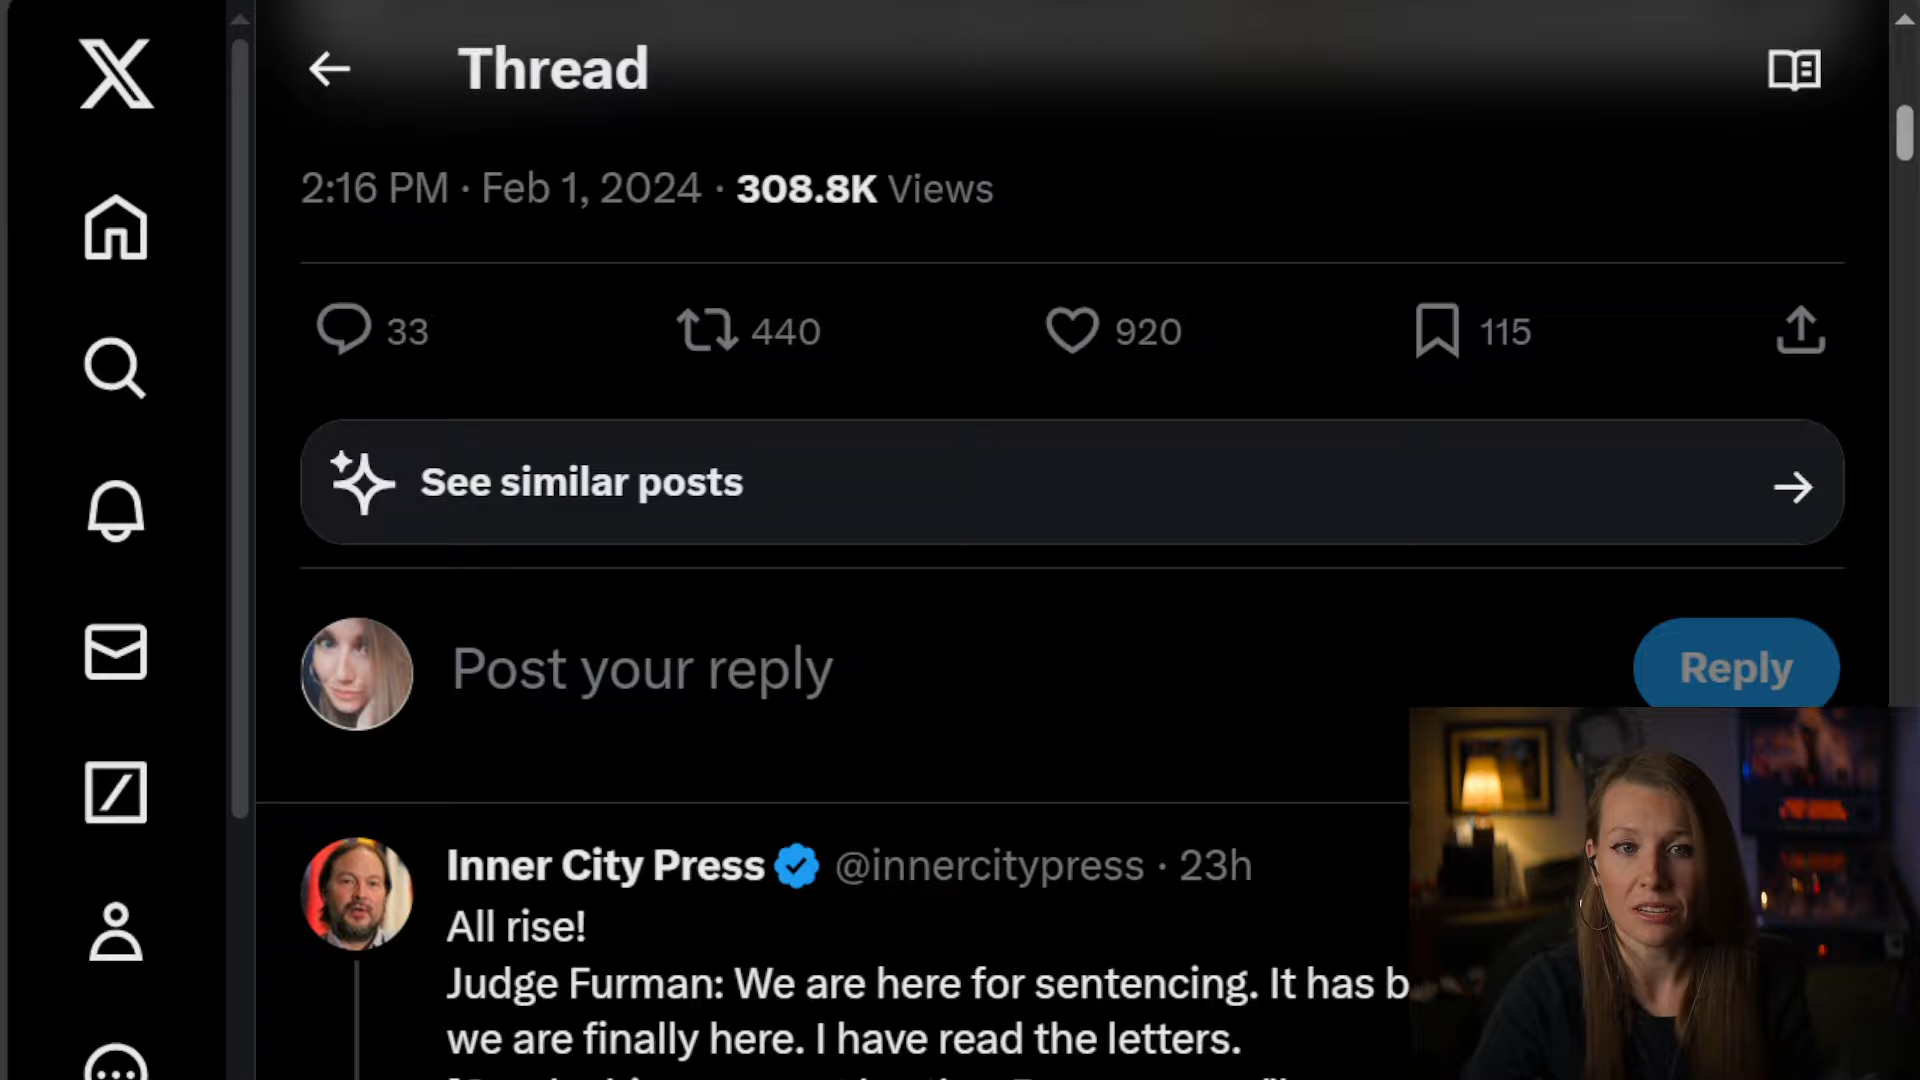 Thread
2:16 PM · Feb 1, 2024 · 308.8K Views
33 440 920 115
See similar posts
Post your reply
Reply
Inner City Press @innercitypress · 23h
All rise!
Judge Furman: We are here for sentencing. It has
we are finally here. I have read the letters.